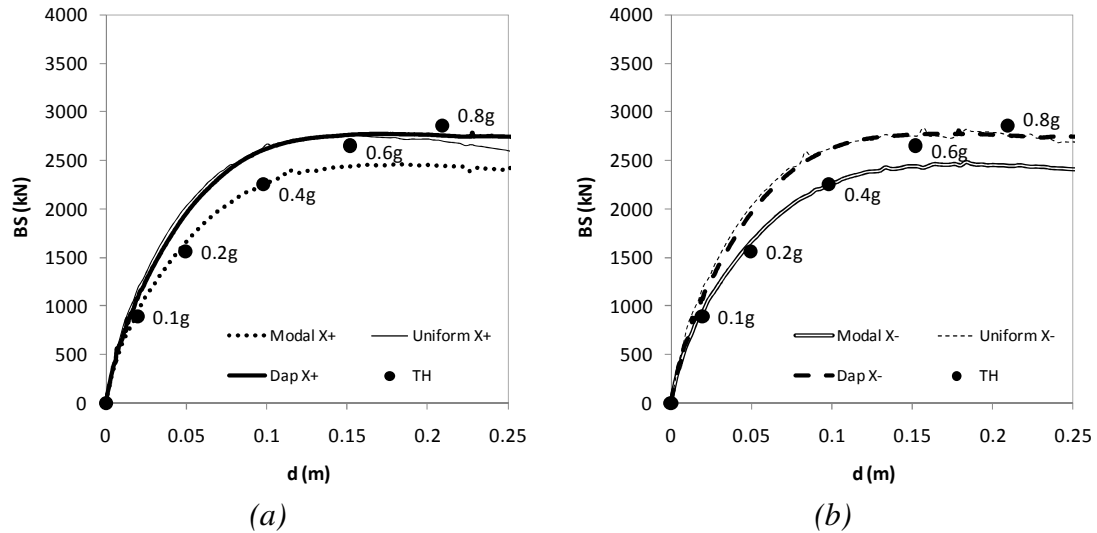 4000
3500
3000
2500
2000
1500
1000
500
0
BS (kN)
0.8g
0.6g
0.4g
0.2g
0.1g
Modal X+ Uniform X+
Dap X+ TH
0 0.05 0.1 0.15 0.2 0.25
d (m)
(a)
4000
3500
3000
2500
2000
1500
1000
500
0
BS (kN)
0.8g
0.6g
0.4g
0.2g
0.1g
Modal X- Uniform X-
Dap X- TH
0 0.05 0.1 0.15 0.2 0.25
d (m)
(b)